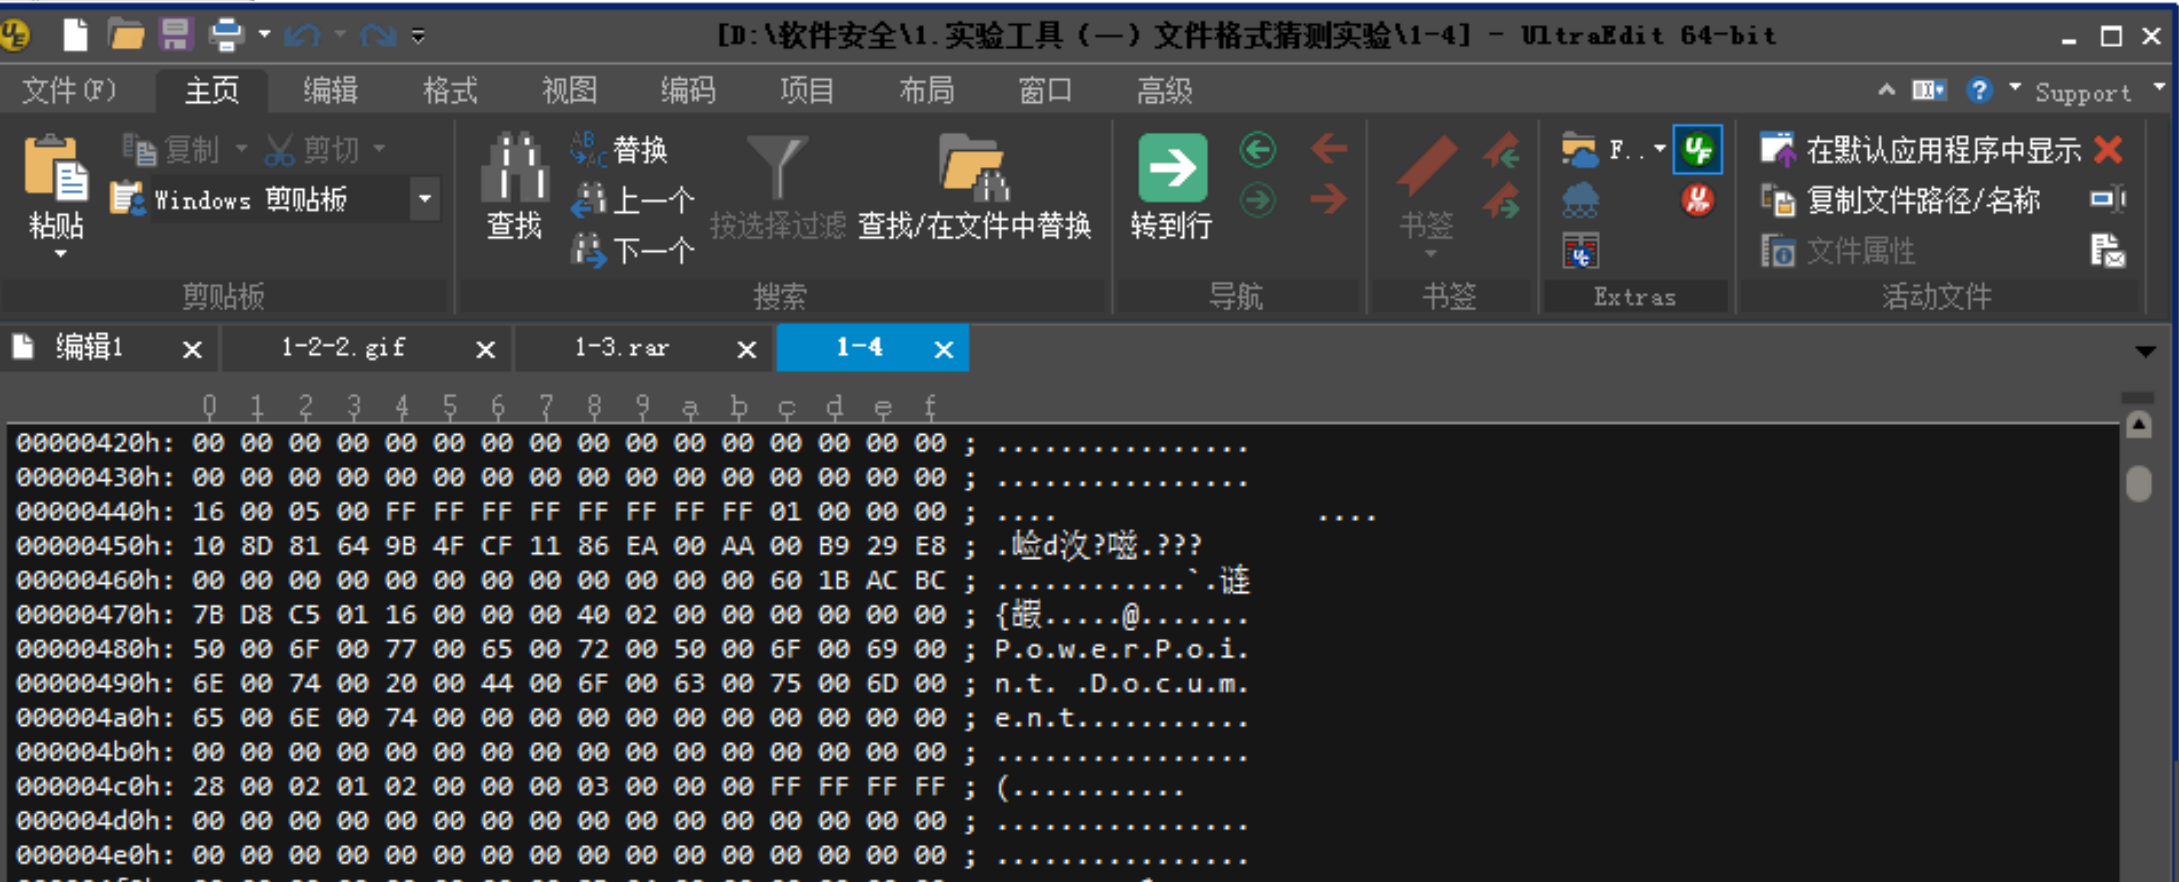 [D:\软件安全\1.实验工具（一）文件格式猜测实验\1-4] - UltraEdit 64-bit
文件(F) 主页 编辑 格式 视图 编码 项目 布局 窗口 高级 Support
复制 剪切 替换 F.. 在默认应用程序中显示
Windows 剪贴板 上一个 复制文件路径/名称
粘贴 查找 下一个 按选择过滤 查找/在文件中替换 转到行 书签 文件属性
剪贴板 搜索 导航 书签 Extras 活动文件
编辑1 1-2-2.gif 1-3.rar 1-4
0 1 2 3 4 5 6 7 8 9 a b c d e f
00000420h: 00 00 00 00 00 00 00 00 00 00 00 00 00 00 00 00 ; ................
00000430h: 00 00 00 00 00 00 00 00 00 00 00 00 00 00 00 00 ; ................
00000440h: 16 00 05 00 FF FF FF FF FF FF FF FF 01 00 00 00 ; .... ....
00000450h: 10 8D 81 64 9B 4F CF 11 86 EA 00 AA 00 B9 29 E8 ; .崄d汷?嗞.???
00000460h: 00 00 00 00 00 00 00 00 00 00 00 00 60 1B AC BC ; ............`.
00000470h: 7B D8 C5 01 16 00 00 00 40 02 00 00 00 00 00 00 ; {.....@.......
00000480h: 50 00 6F 00 77 00 65 00 72 00 50 00 6F 00 69 00 ; P.o.w.e.r.P.o.i.
00000490h: 6E 00 74 00 20 00 44 00 6F 00 63 00 75 00 6D 00 ; n.t. .D.o.c.u.m.
000004a0h: 65 00 6E 00 74 00 00 00 00 00 00 00 00 00 00 00 ; e.n.t...........
000004b0h: 00 00 00 00 00 00 00 00 00 00 00 00 00 00 00 00 ; ................
000004c0h: 28 00 02 01 02 00 00 00 03 00 00 00 FF FF FF FF ; (...........
000004d0h: 00 00 00 00 00 00 00 00 00 00 00 00 00 00 00 00 ; ................
000004e0h: 00 00 00 00 00 00 00 00 00 00 00 00 00 00 00 00 ; ................